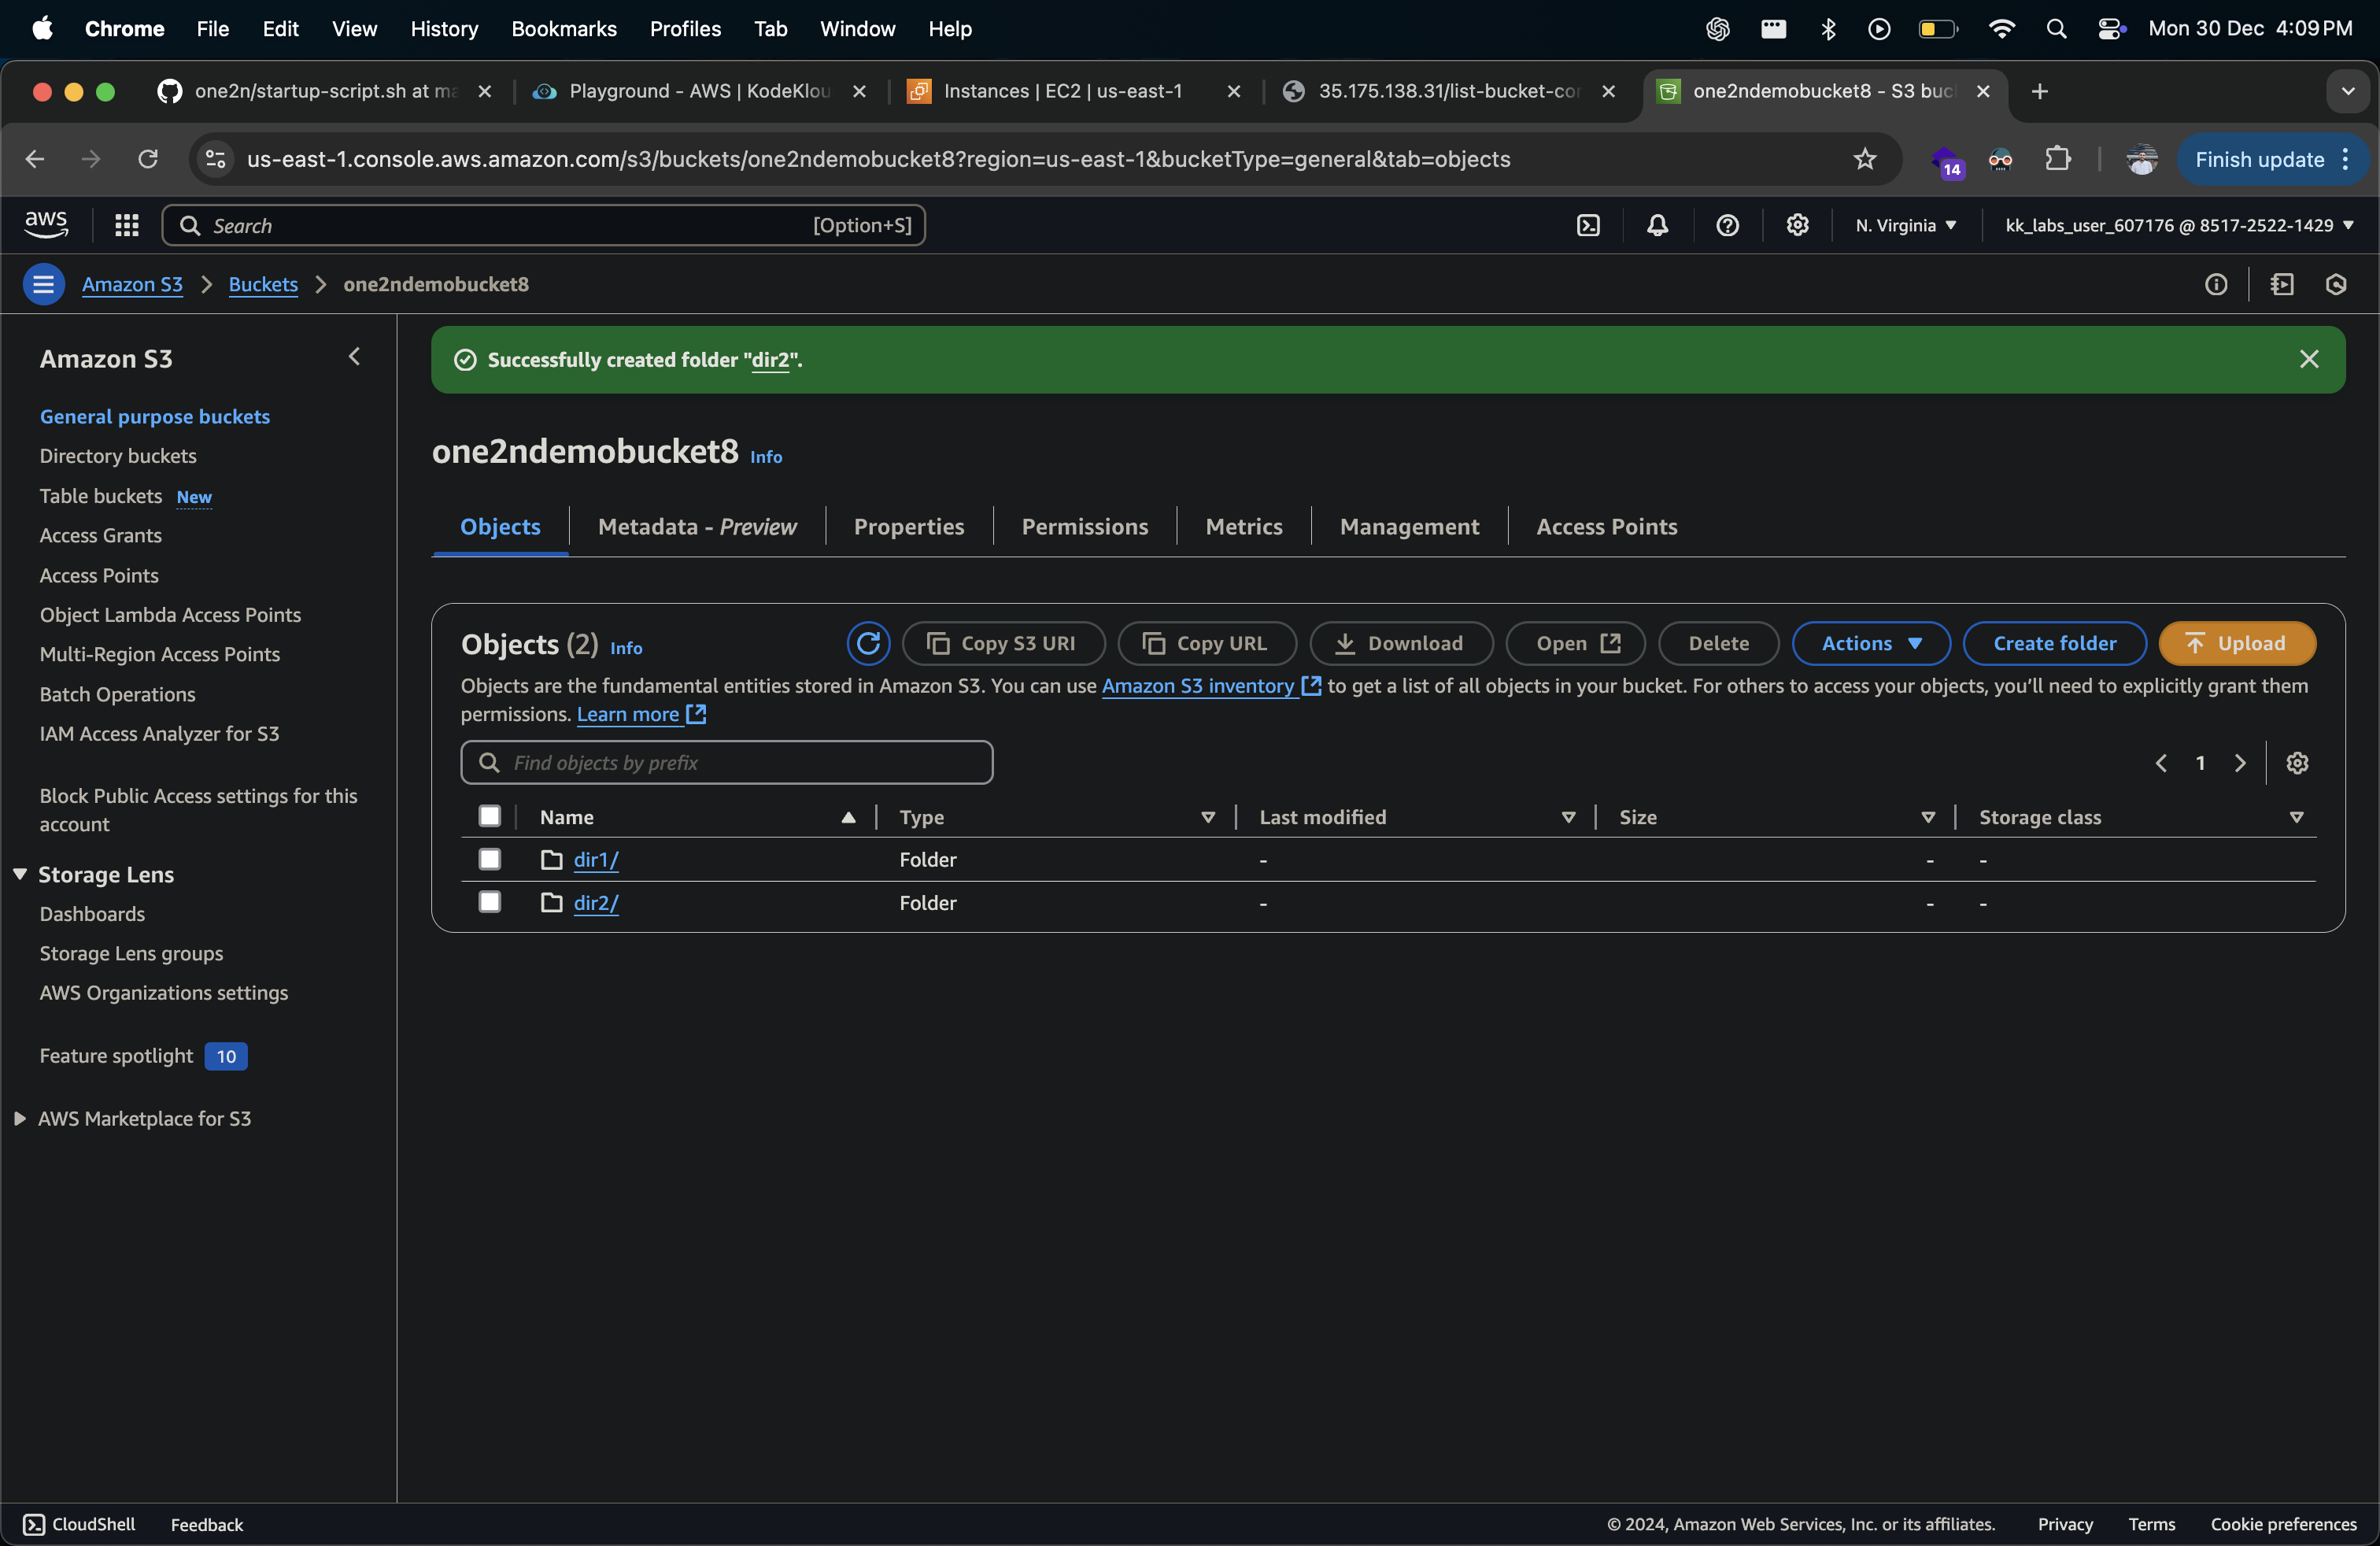 Chrome File Edit View History Bookmarks Profiles Tab Window Help Mon 30 Dec 4:09 PM
one2n/startup-script.sh at ma Playground - AWS | KodeKlou Instances | EC2 | us-east-1 35.175.138.31/list-bucket-con one2ndemobucket8 - S3 buc
us-east-1.console.aws.amazon.com/s3/buckets/one2ndemobucket8?region=us-east-1&bucketType=general&tab=objects 14 Finish update
aws Search [Option+S] N. Virginia kk_labs_user_607176 @ 8517-2522-1429
Amazon S3 Buckets one2ndemobucket8
Amazon S3
General purpose buckets
Directory buckets
Table buckets New
Access Grants
Access Points
Object Lambda Access Points
Multi-Region Access Points
Batch Operations
IAM Access Analyzer for S3
Block Public Access settings for this
account
Storage Lens
Dashboards
Storage Lens groups
AWS Organizations settings
Feature spotlight 10
AWS Marketplace for S3
Successfully created folder "dir2".
one2ndemobucket8 Info
Objects Metadata - Preview Properties Permissions Metrics Management Access Points
Objects (2) Info Copy S3 URI Copy URL Download Open Delete Actions Create folder Upload
Objects are the fundamental entities stored in Amazon S3. You can use Amazon S3 inventory to get a list of all objects in your bucket. For others to access your objects, you’ll need to explicitly grant them
permissions. Learn more
Find objects by prefix 1
Name Type Last modified Size Storage class
dir1/ Folder - - -
dir2/ Folder - - -
CloudShell Feedback © 2024, Amazon Web Services, Inc. or its affiliates. Privacy Terms Cookie preferences